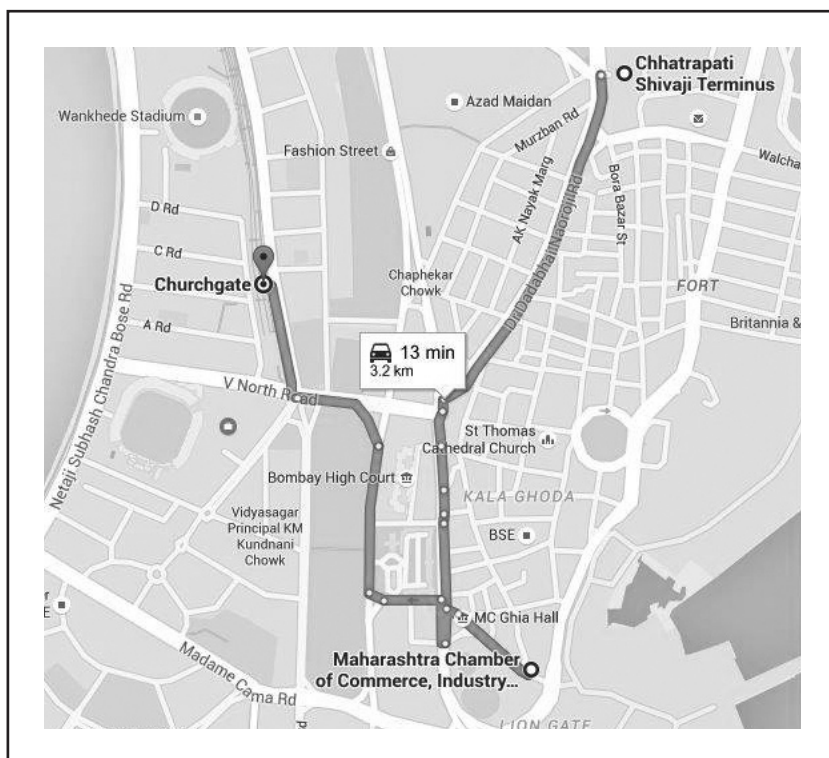 Chhatrapati
Shivaji Terminus
Azad Maidan
Wankhede Stadium
Murzban Rd
Fashion Street
Walcha
AK Nayak Marg
Bora Bazar St
D Rd
C Rd
Dr Dadabhai Naoroji Rd
Chaphekar
Chowk
Churchgate
FORT
A Rd
Britannia &
Netaji Subhash Chandra Bose Rd
13 min
3.2 km
V North Road
St Thomas
Cathedral Church
Bombay High Court
KALA GHODA
Vidyasagar
Principal KM
Kundnani
Chowk
BSE
MC Ghia Hall
Maharashtra Chamber
of Commerce, Industry...
Madame Cama Rd
LION GATE